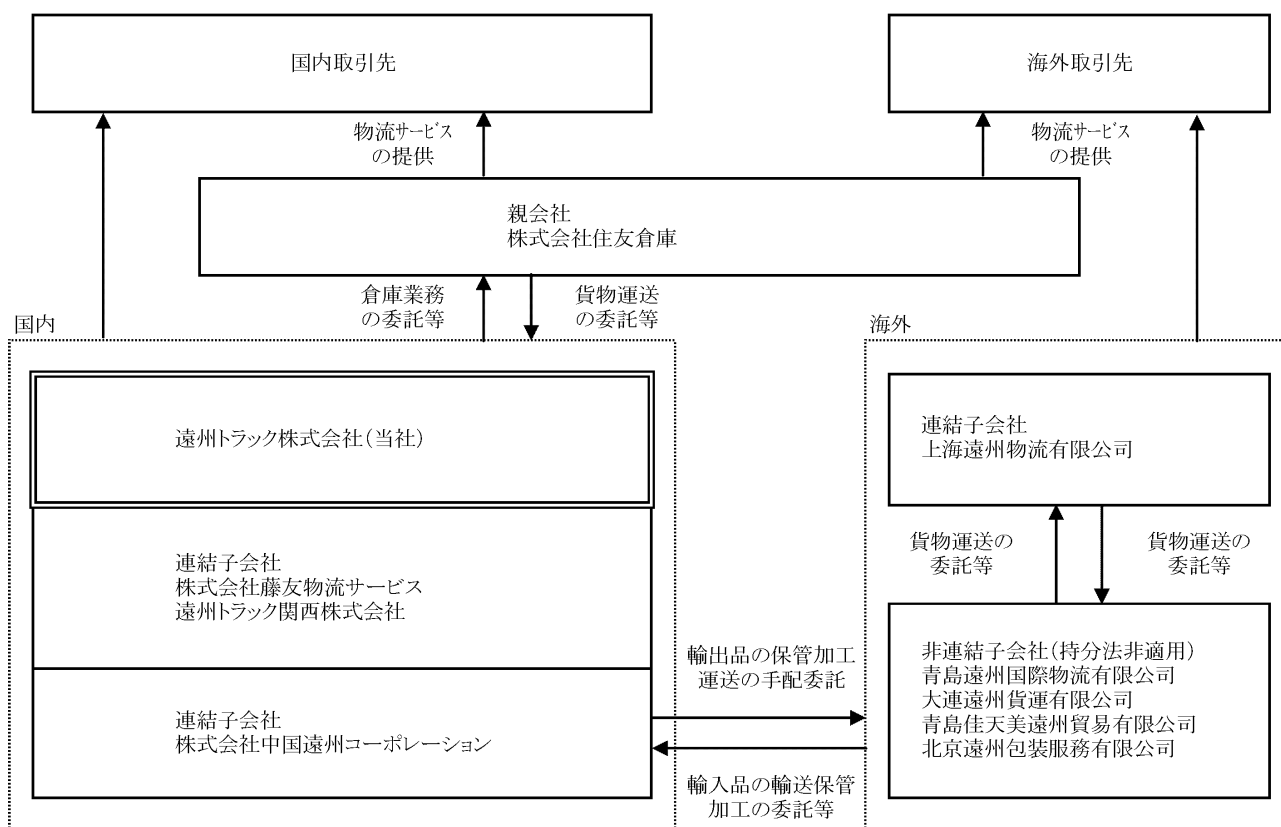 国内取引先
海外取引先
物流サービス
の提供
物流サービス
の提供
親会社
株式会社住友倉庫
倉庫業務
の委託等
貨物運送
の委託等
国内
海外
遠州トラック株式会社(当社)
連結子会社
上海遠州物流有限公司
貨物運送の
委託等
貨物運送の
委託等
連結子会社
株式会社藤友物流サービス
遠州トラック関西株式会社
輸出品の保管加工
運送の手配委託
非連結子会社(持分法非適用)
青島遠州国際物流有限公司
大連遠州貨運有限公司
青島佳天美遠州貿易有限公司
北京遠州包装服務有限公司
連結子会社
株式会社中国遠州コーポレーション
輸入品の輸送保管
加工の委託等